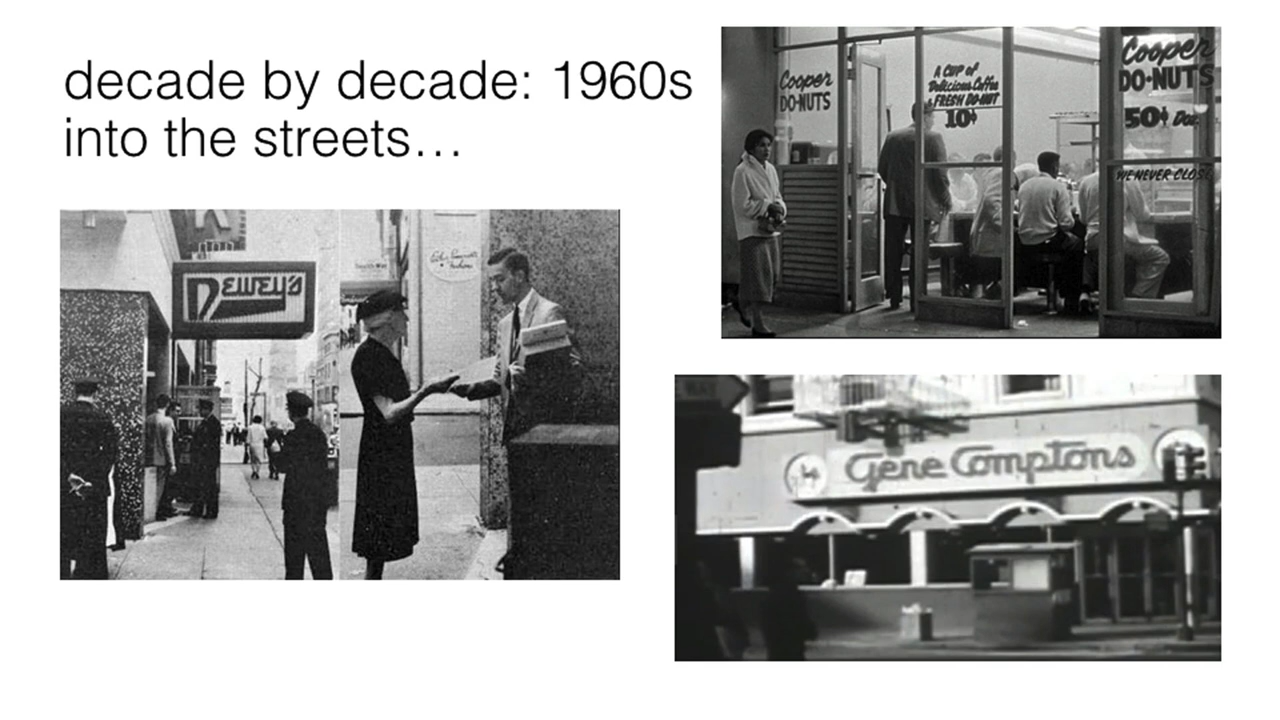 decade by decade: 1960s
into the streets...
Cooper
DO-NUTS
A CUP of
Delicious Coffee
& FRESH DO-NUT
10¢
Cooper
DO-NUTS
50¢ Doz.
WE NEVER CLOSE
DEWEY'S
Gene Comptons